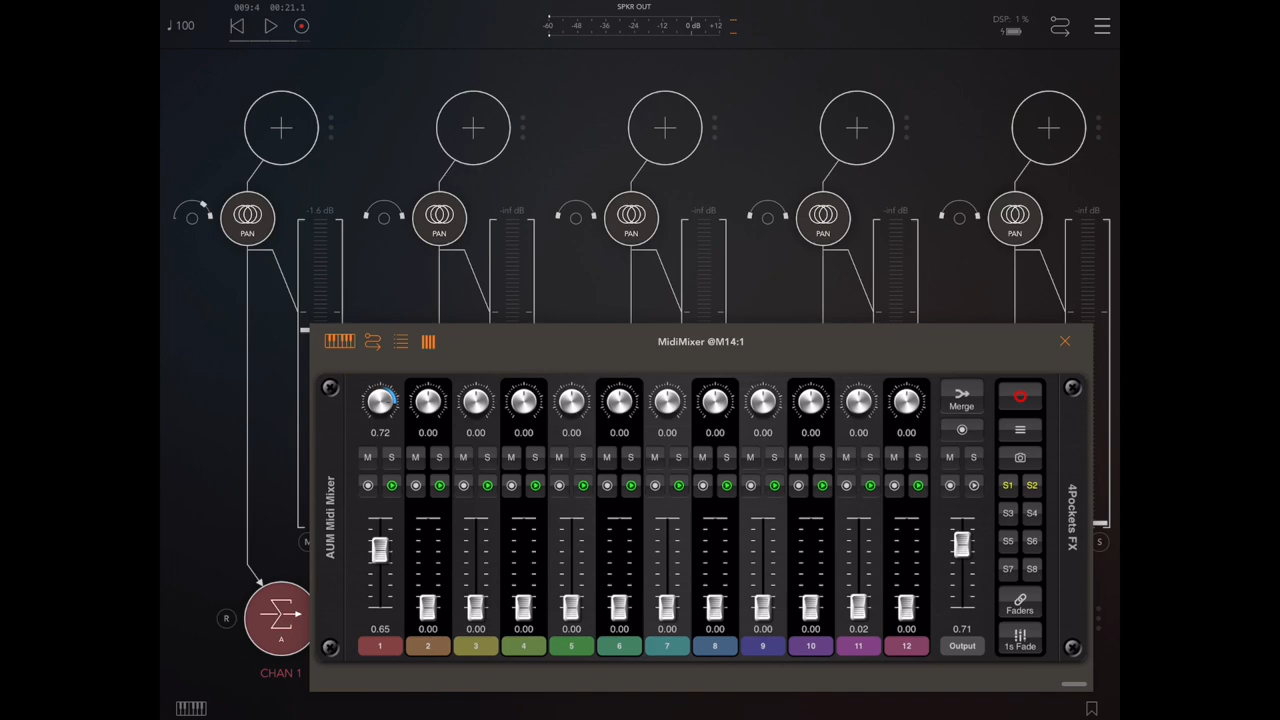 009:4 00:21.1
100
SPKR OUT
-60 -48 -36 -24 -12 0 dB +12
DSP: 1 %
PAN PAN PAN PAN PAN
-1.6 dB -inf dB -inf dB -inf dB -inf dB
MidiMixer @M14:1
0.72 0.00 0.00 0.00 0.00 0.00 0.00 0.00 0.00 0.00 0.00 0.00
Merge
M S M S M S M S M S M S M S M S M S M S M S M S M S
S1 S2
S3 S4
S5 S6
S7 S8
Faders
1s Fade
AUM Midi Mixer
4Pockets FX
0.65 0.00 0.00 0.00 0.00 0.00 0.00 0.00 0.00 0.00 0.02 0.00 0.71
1 2 3 4 5 6 7 8 9 10 11 12 Output
M
S
R
A
CHAN 1